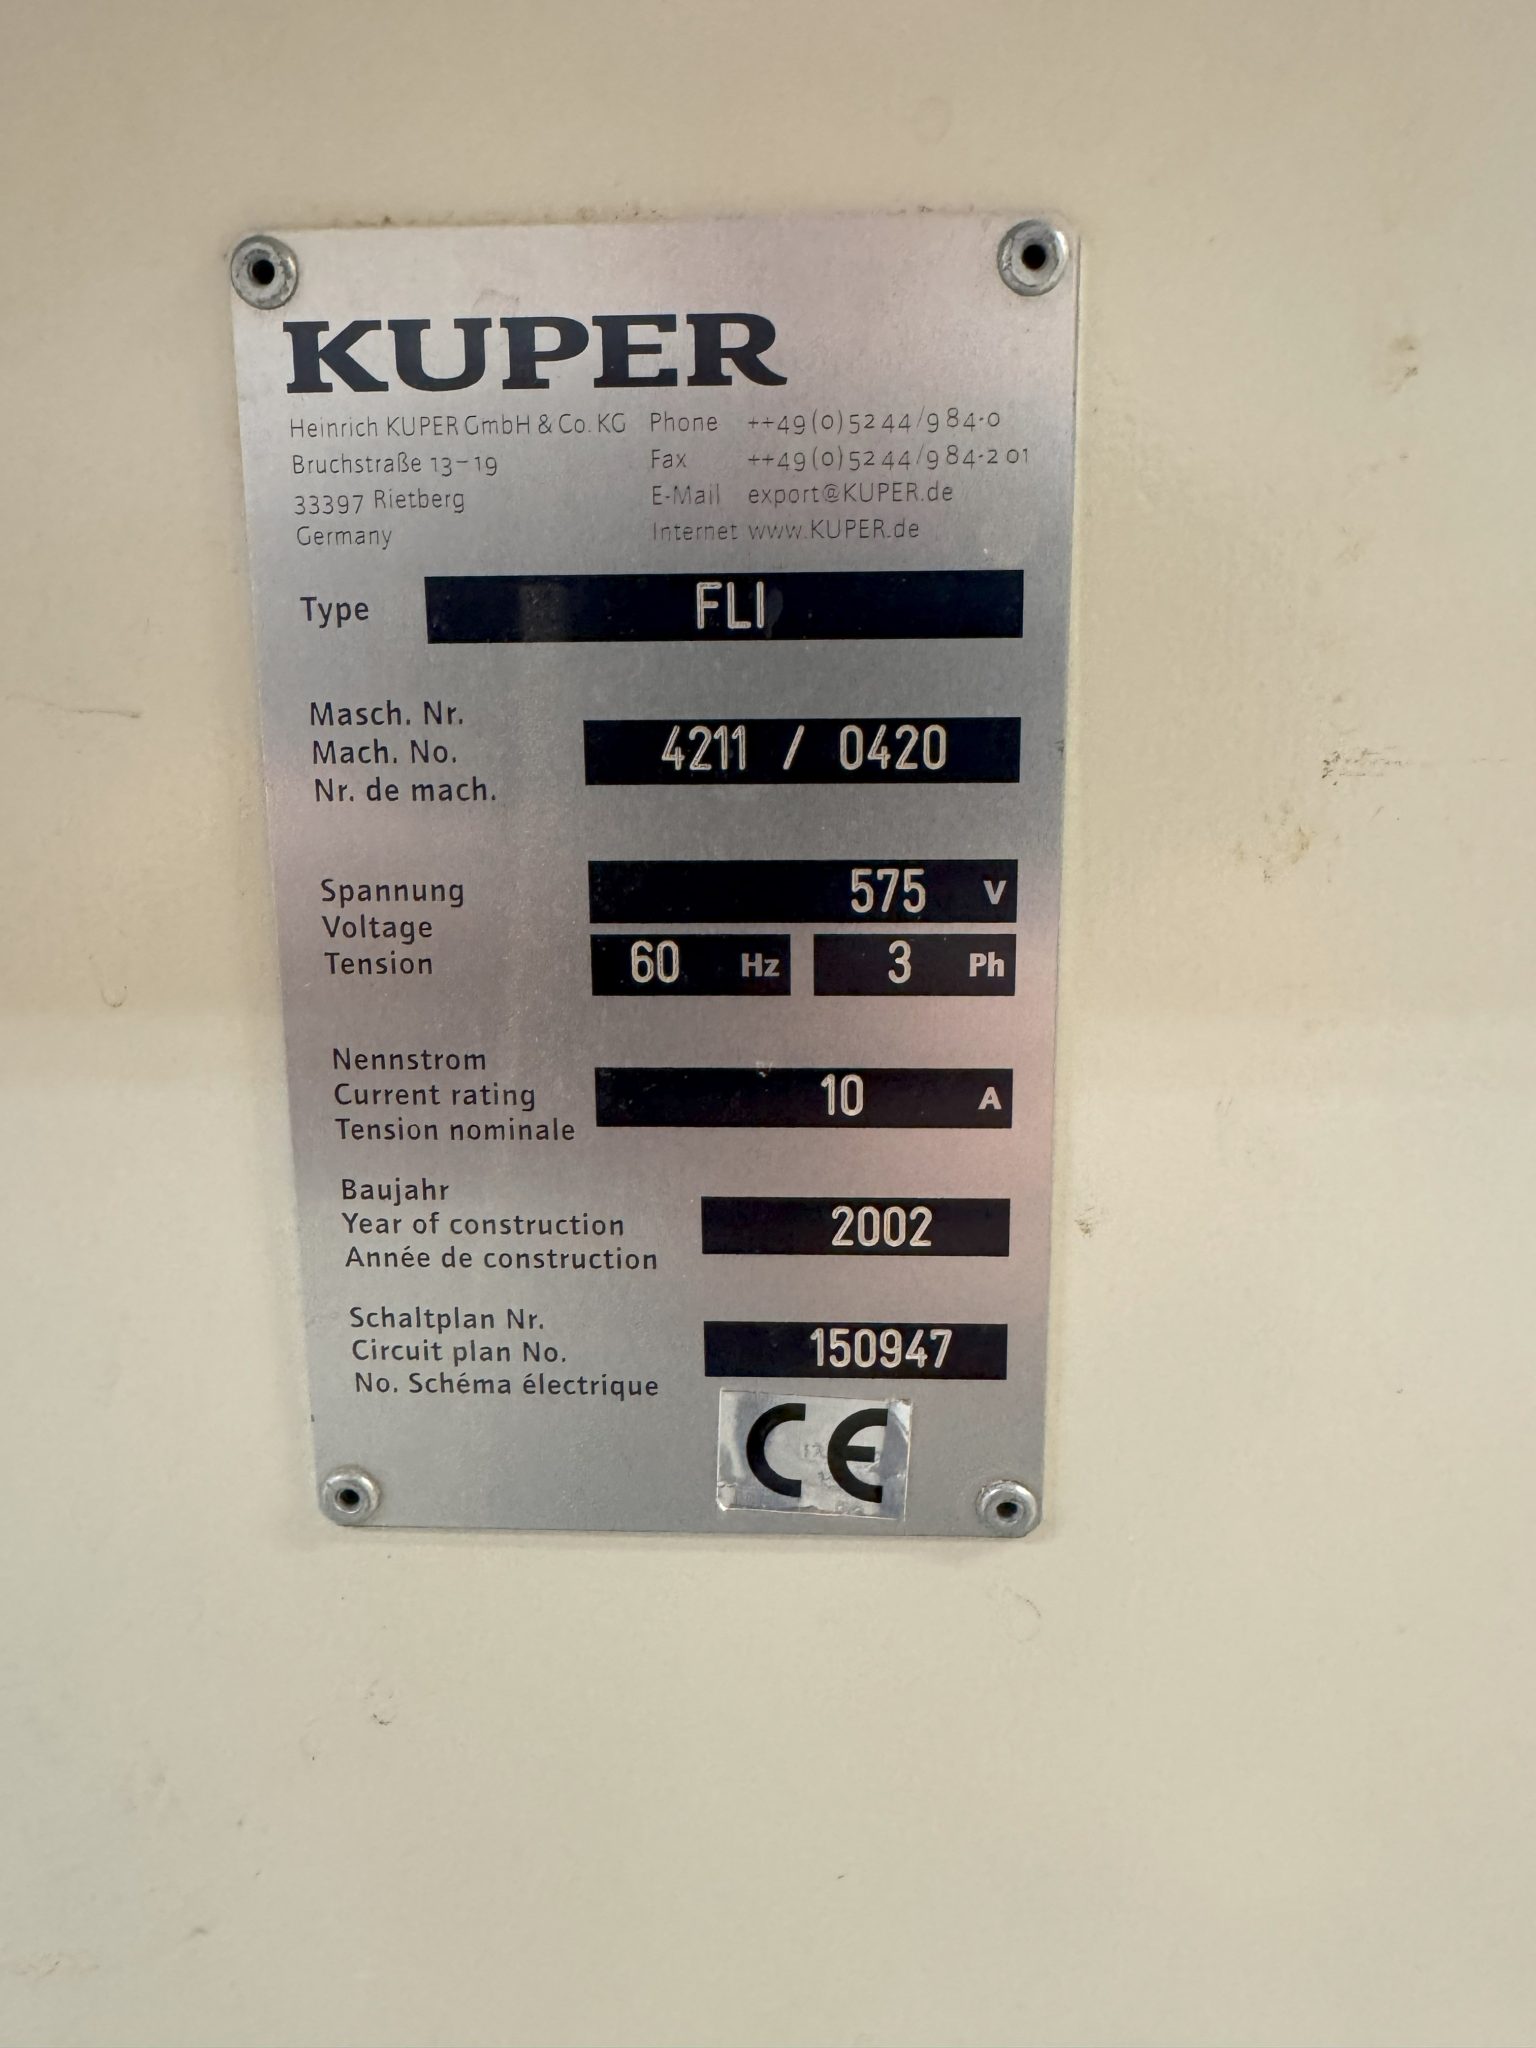 KUPER
Heinrich KUPER GmbH & Co. KG Phone ++49(0)5244/984-0
Bruchstraße 13-19 Fax ++49(0)5244/984-201
33397 Rietberg E-Mail export@KUPER.de
Germany Internet www.KUPER.de
Type FLI
Masch. Nr.
Mach. No. 4211 / 0420
Nr. de mach.
Spannung 575 V
Voltage
Tension 60 Hz 3 Ph
Nennstrom
Current rating 10 A
Tension nominale
Baujahr
Year of construction 2002
Année de construction
Schaltplan Nr.
Circuit plan No. 150947
No. Schéma électrique
CE